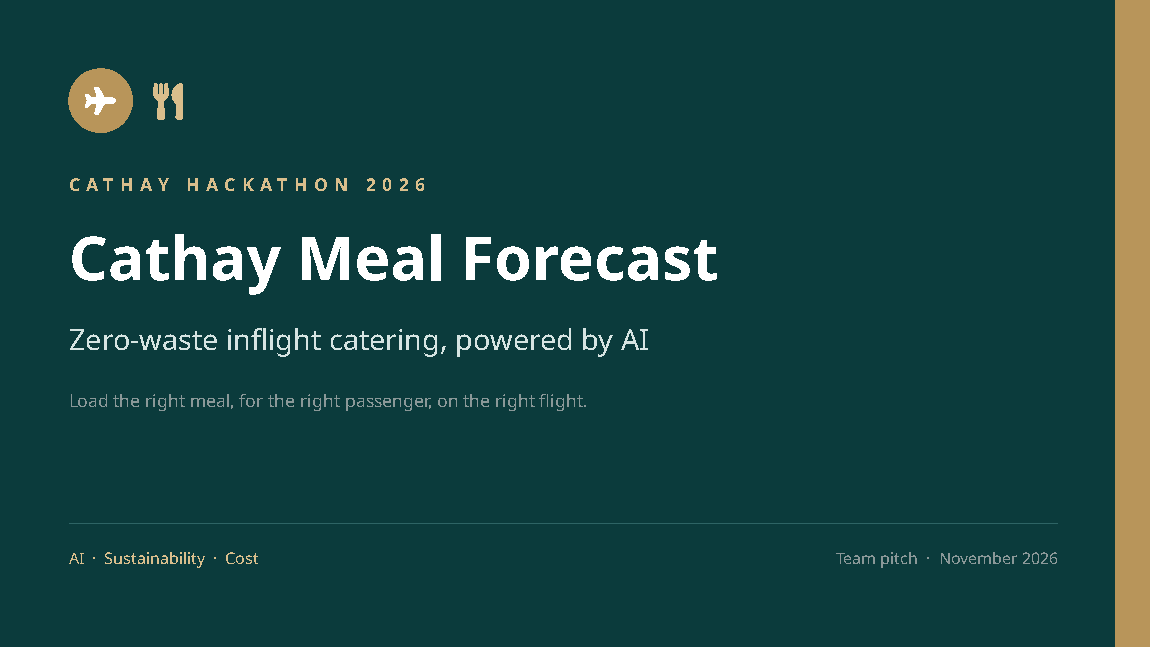 CATHAY HACKATHON 2026
Cathay Meal Forecast
Zero-waste inflight catering, powered by AI
Load the right meal, for the right passenger, on the right flight.
AI · Sustainability · Cost
Team pitch · November 2026